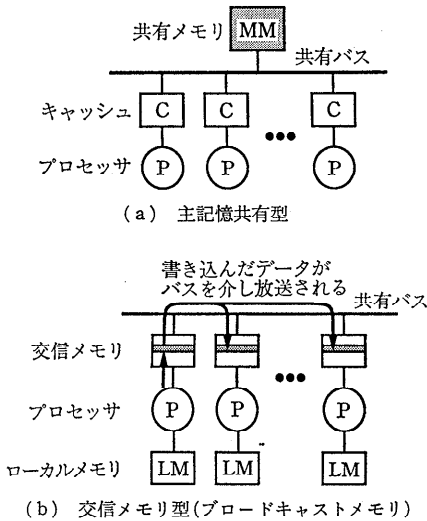 共有メモリ MM
共有バス
キャッシュ C C C
プロセッサ P P P
(a) 主記憶共有型
書き込んだデータが
バスを介し放送される
共有バス
交信メモリ
プロセッサ P P P
ローカルメモリ LM LM LM
(b) 交信メモリ型(ブロードキャストメモリ)